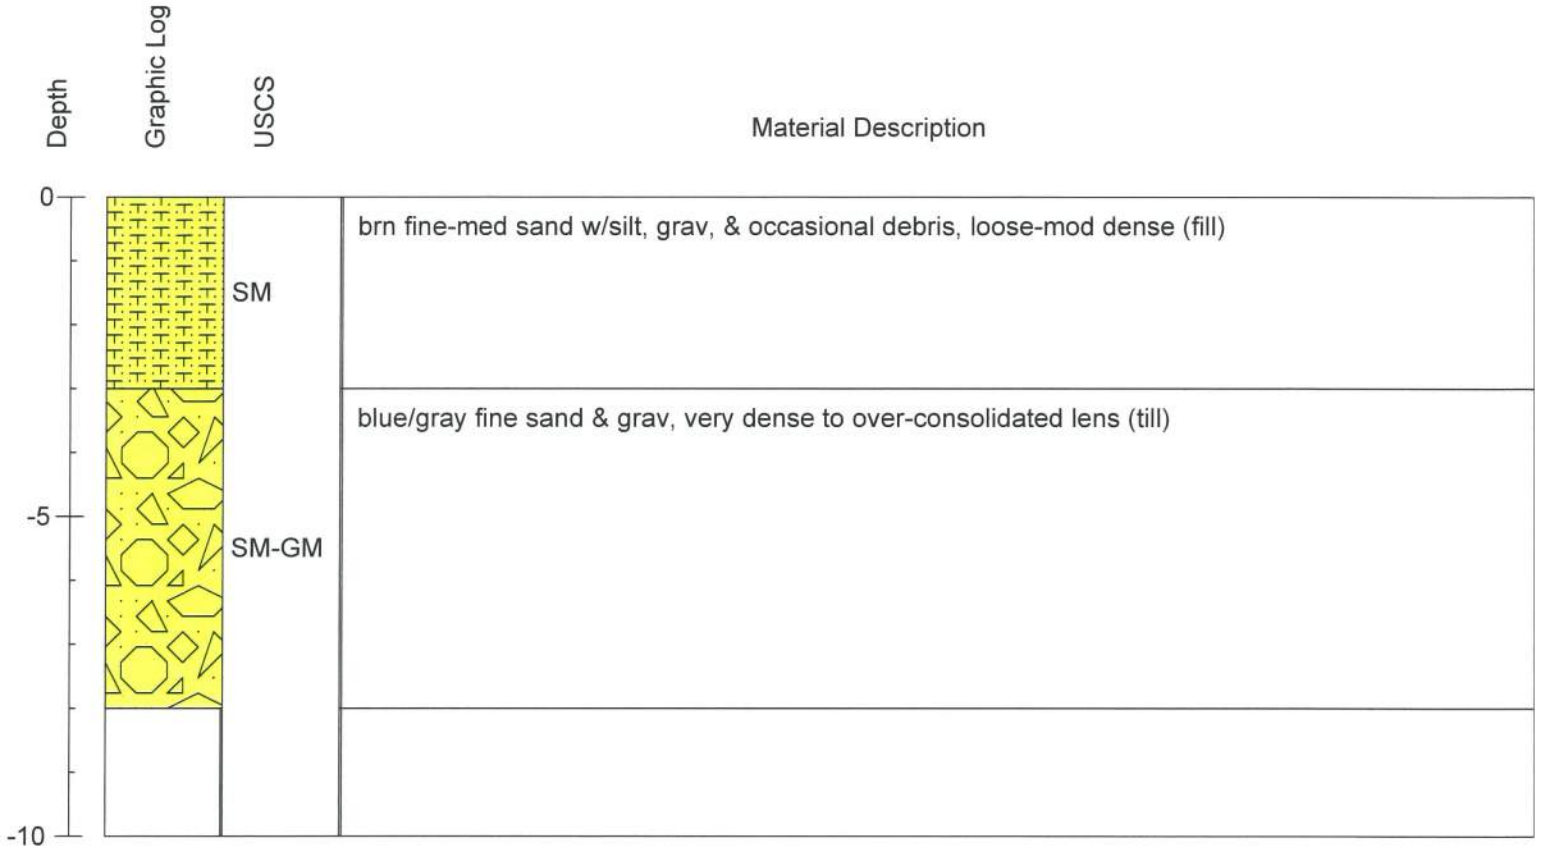 Depth
Graphic Log
USCS
Material Description
0
brn fine-med sand w/silt, grav, & occasional debris, loose-mod dense (fill)
SM
blue/gray fine sand & grav, very dense to over-consolidated lens (till)
-5
SM-GM
-10